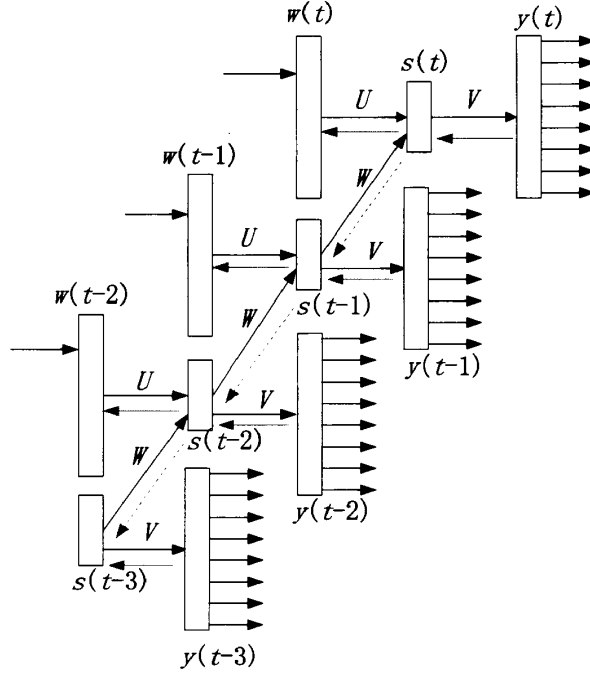 w(t)
y(t)
s(t)
U
V
w(t-1)
W
U
V
s(t-1)
w(t-2)
W
y(t-1)
U
V
s(t-2)
W
y(t-2)
V
s(t-3)
y(t-3)